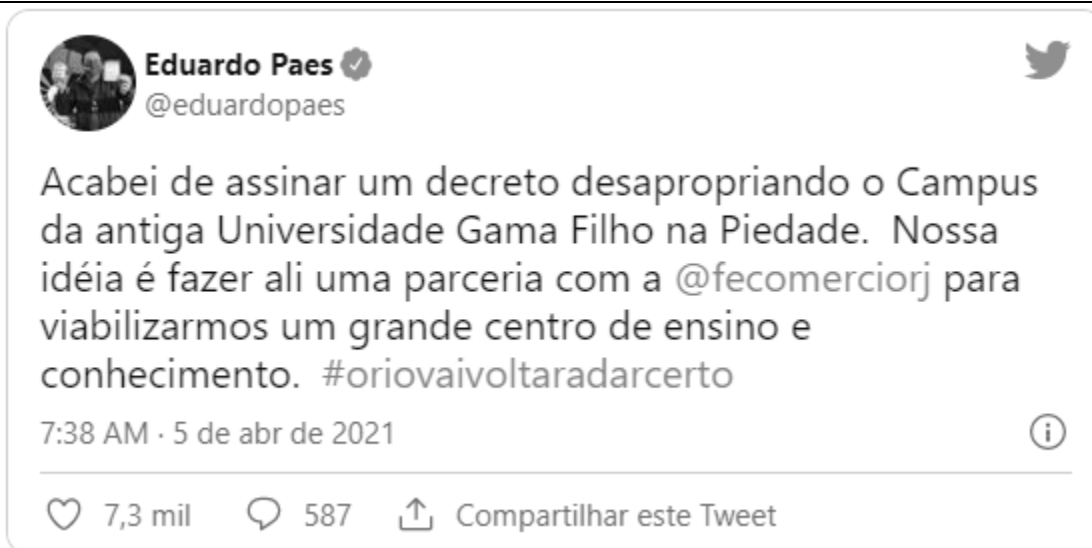 Eduardo Paes
@eduardopaes
Acabei de assinar um decreto desapropriando o Campus
da antiga Universidade Gama Filho na Piedade.  Nossa
idéia é fazer ali uma parceria com a @fecomerciorj para
viabilizarmos um grande centro de ensino e
conhecimento.  #oriovaivoltaradarcerto
7:38 AM · 5 de abr de 2021
7,3 mil 587 Compartilhar este Tweet